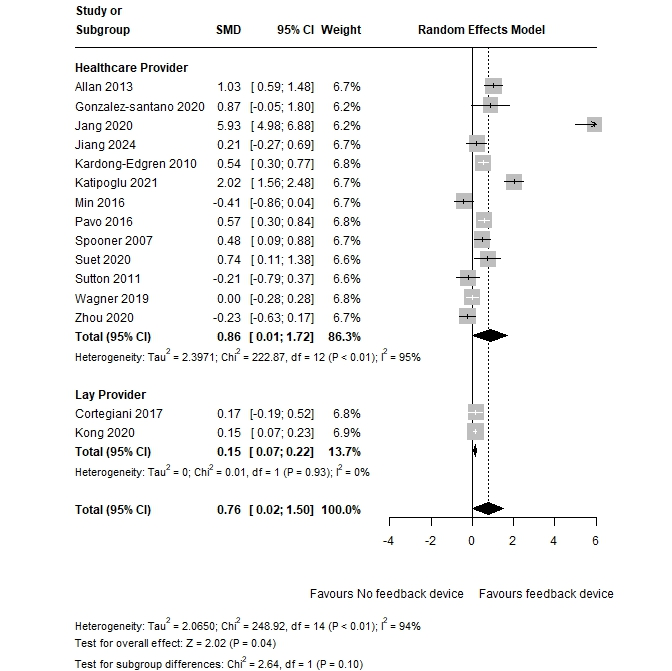 Study or
Subgroup SMD 95% CI Weight Random Effects Model
Healthcare Provider
Allan 2013 1.03 [ 0.59; 1.48] 6.7%
Gonzalez-santano 2020 0.87 [-0.05; 1.80] 6.2%
Jang 2020 5.93 [ 4.98; 6.88] 6.2%
Jiang 2024 0.21 [-0.27; 0.69] 6.7%
Kardong-Edgren 2010 0.54 [ 0.30; 0.77] 6.8%
Katipoglu 2021 2.02 [ 1.56; 2.48] 6.7%
Min 2016 -0.41 [-0.86; 0.04] 6.7%
Pavo 2016 0.57 [ 0.30; 0.84] 6.8%
Spooner 2007 0.48 [ 0.09; 0.88] 6.7%
Suet 2020 0.74 [ 0.11; 1.38] 6.6%
Sutton 2011 -0.21 [-0.79; 0.37] 6.6%
Wagner 2019 0.00 [-0.28; 0.28] 6.8%
Zhou 2020 -0.23 [-0.63; 0.17] 6.7%
Total (95% CI) 0.86 [ 0.01; 1.72] 86.3%
Heterogeneity: Tau² = 2.3971; Chi² = 222.87, df = 12 (P < 0.01); I² = 95%
Lay Provider
Cortegiani 2017 0.17 [-0.19; 0.52] 6.8%
Kong 2020 0.15 [ 0.07; 0.23] 6.9%
Total (95% CI) 0.15 [ 0.07; 0.22] 13.7%
Heterogeneity: Tau² = 0; Chi² = 0.01, df = 1 (P = 0.93); I² = 0%
Total (95% CI) 0.76 [ 0.02; 1.50] 100.0%
-4 -2 0 2 4 6
Favours No feedback device Favours feedback device
Heterogeneity: Tau² = 2.0650; Chi² = 248.92, df = 14 (P < 0.01); I² = 94%
Test for overall effect: Z = 2.02 (P = 0.04)
Test for subgroup differences: Chi² = 2.64, df = 1 (P = 0.10)